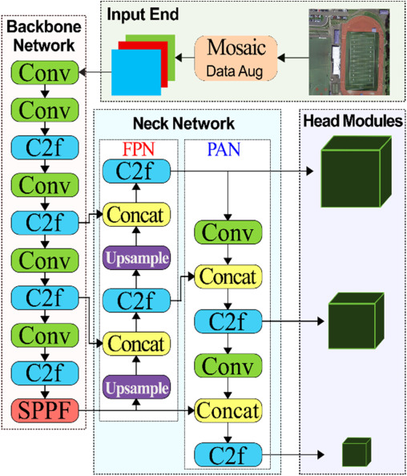 Backbone
Network
Input End
Mosaic
Data Aug
Conv
Conv
C2f
Conv
C2f
Conv
C2f
Conv
C2f
SPPF
Neck Network
FPN
C2f
Concat
Upsample
C2f
Concat
Upsample
PAN
Conv
Concat
C2f
Conv
Concat
C2f
Head Modules